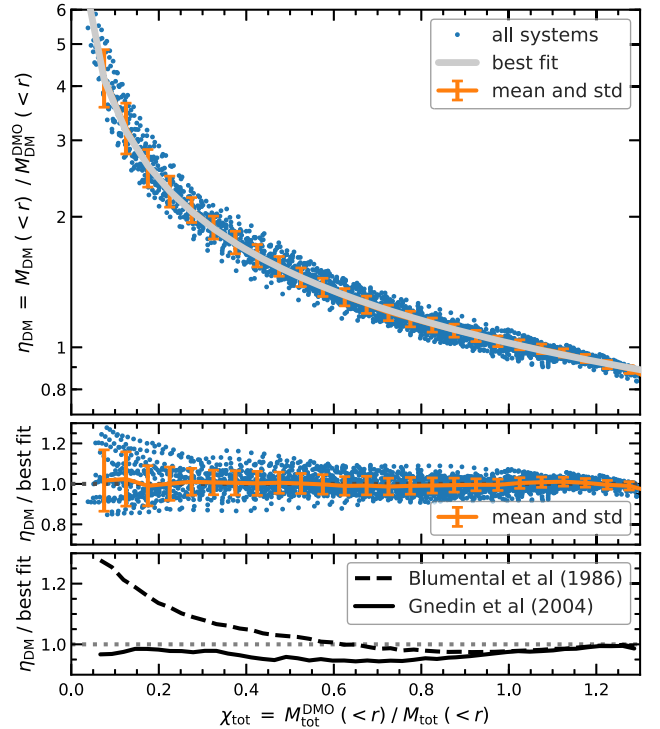 6
4
3
2
1
0.8
η_DM = M_DM (<r) / M_DM^DMO (<r)
all systems
best fit
mean and std
1.2
1.0
0.8
η_DM / best fit
mean and std
1.2
1.0
η_DM / best fit
Blumental et al (1986)
Gnedin et al (2004)
0.0 0.2 0.4 0.6 0.8 1.0 1.2
χ_tot = M_tot^DMO (<r) / M_tot (<r)